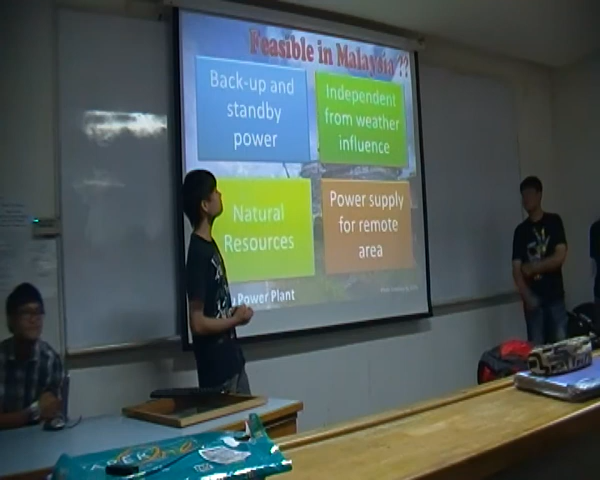 Feasible in Malaysia ??
Back-up and
standby
power
Independent
from weather
influence
Natural
Resources
Power supply
for remote
area
Power Plant